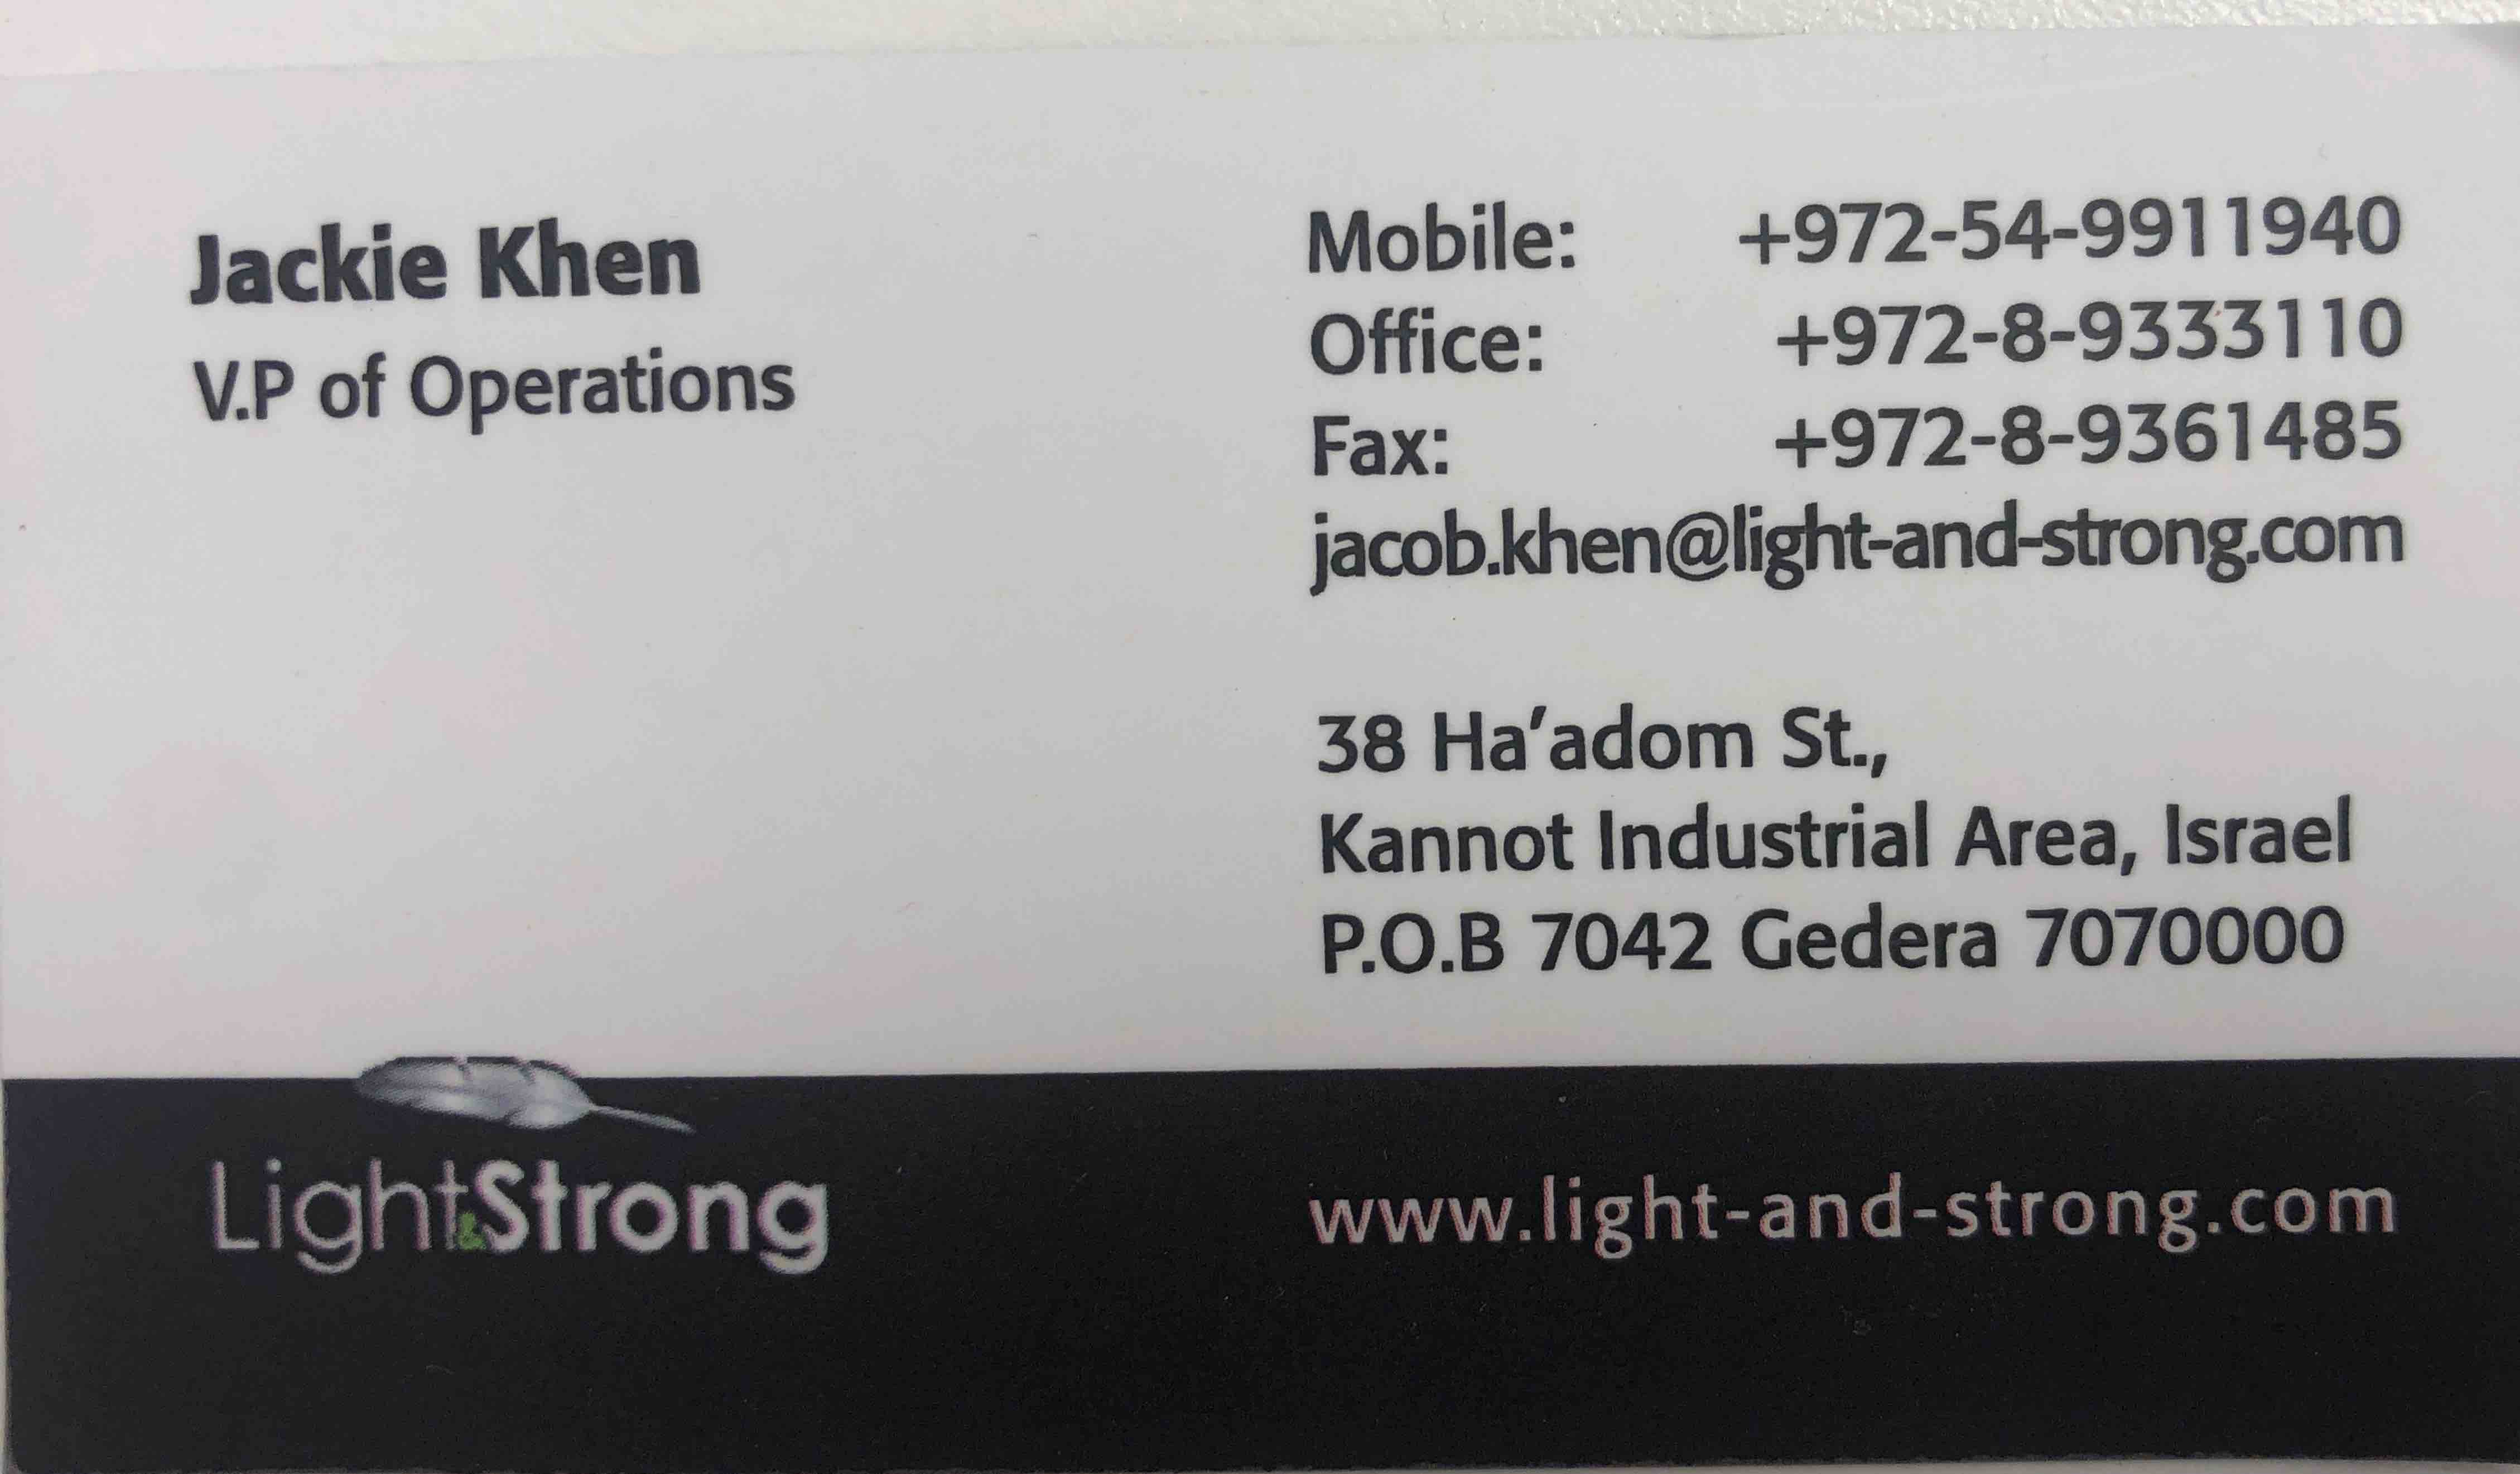 Jackie Khen
V.P of Operations
Mobile: +972-54-9911940
Office: +972-8-9333110
Fax: +972-8-9361485
jacob.khen@light-and-strong.com
38 Ha'adom St.,
Kannot Industrial Area, Israel
P.O.B 7042 Gedera 7070000
Light&Strong
www.light-and-strong.com